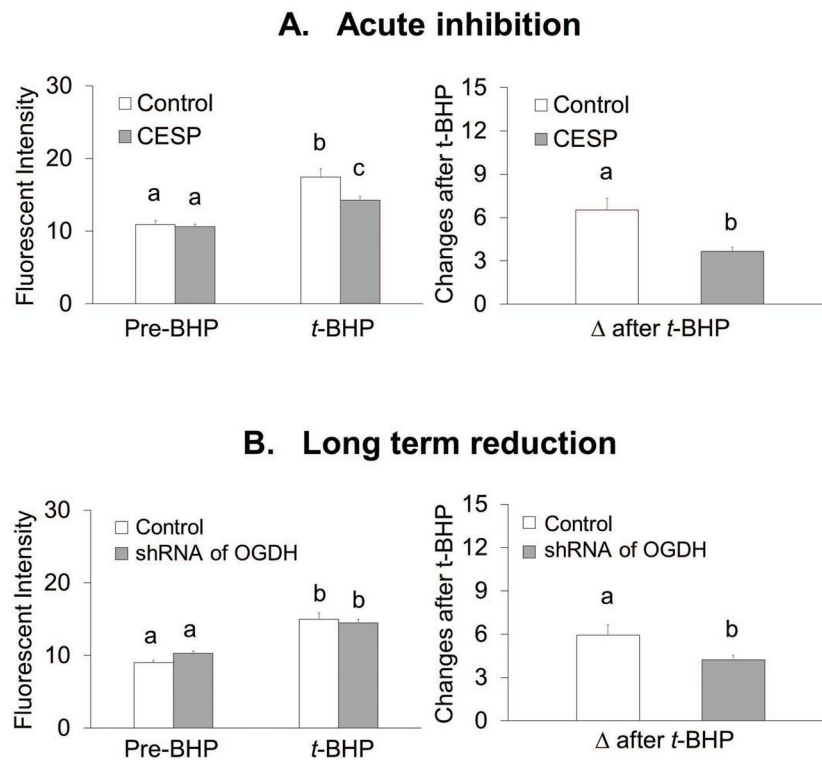 A. Acute inhibition
Fluorescent Intensity
30
20
10
0
Control
CESP
a
a
b
c
Pre-BHP
t-BHP
Changes after t-BHP
15
12
9
6
3
0
Control
CESP
a
b
Δ after t-BHP
B. Long term reduction
Fluorescent Intensity
30
20
10
0
Control
shRNA of OGDH
a
a
b
b
Pre-BHP
t-BHP
Changes after t-BHP
15
12
9
6
3
0
Control
shRNA of OGDH
a
b
Δ after t-BHP